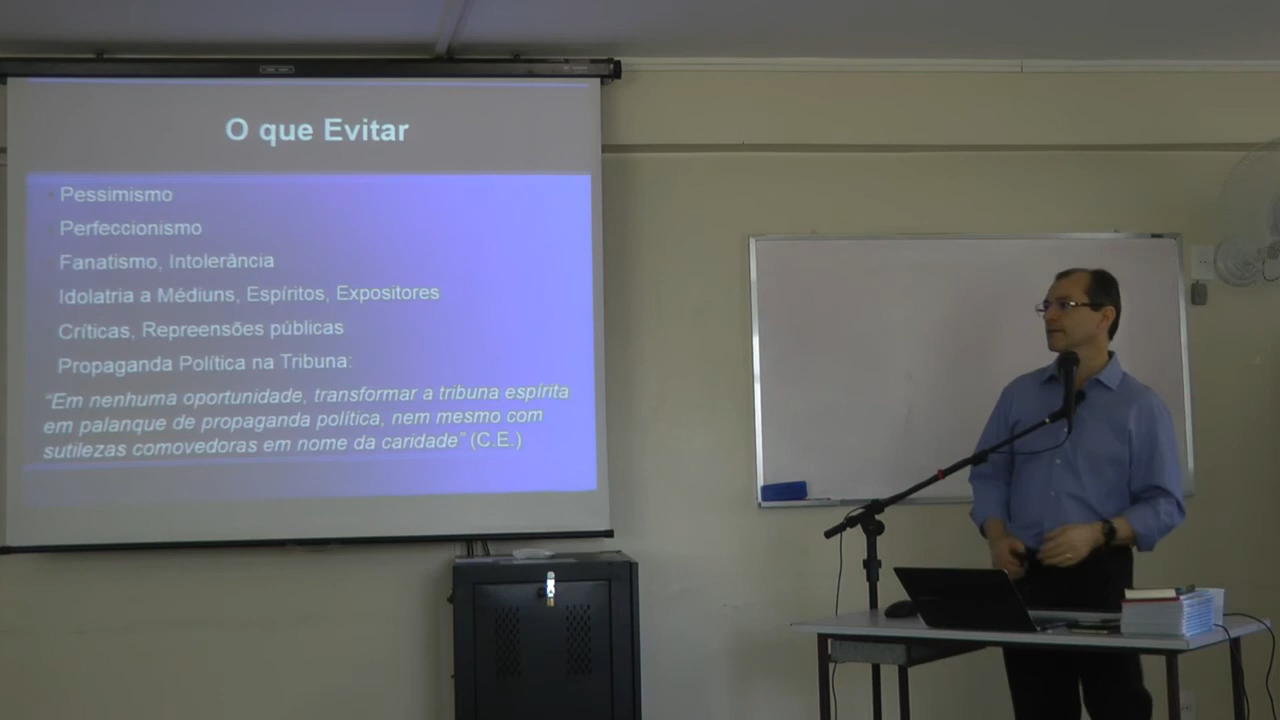 O que Evitar
Pessimismo
Perfeccionismo
Fanatismo, Intolerância
Idolatria a Médiuns, Espíritos, Expositores
Críticas, Repreensões públicas
Propaganda Política na Tribuna:
“Em nenhuma oportunidade, transformar a tribuna espírita
em palanque de propaganda política, nem mesmo com
sutilezas comovedoras em nome da caridade” (C.E.)